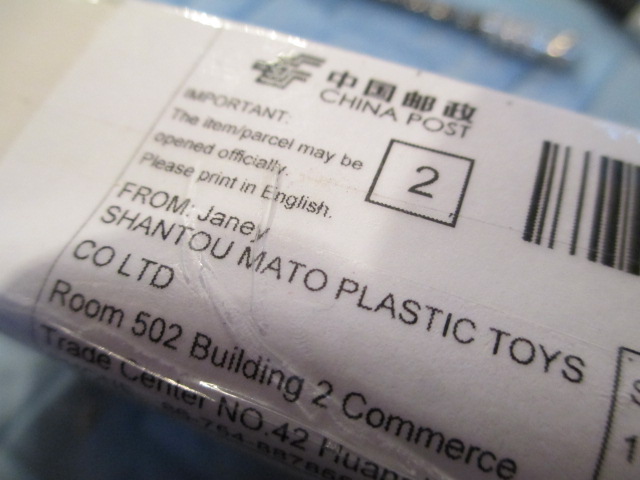 中国邮政
CHINA POST
IMPORTANT:
The item/parcel may be
opened officially.
Please print in English.
2
FROM: Janey
SHANTOU MATO PLASTIC TOYS
CO LTD
Room 502 Building 2 Commerce
Trade Center NO.42